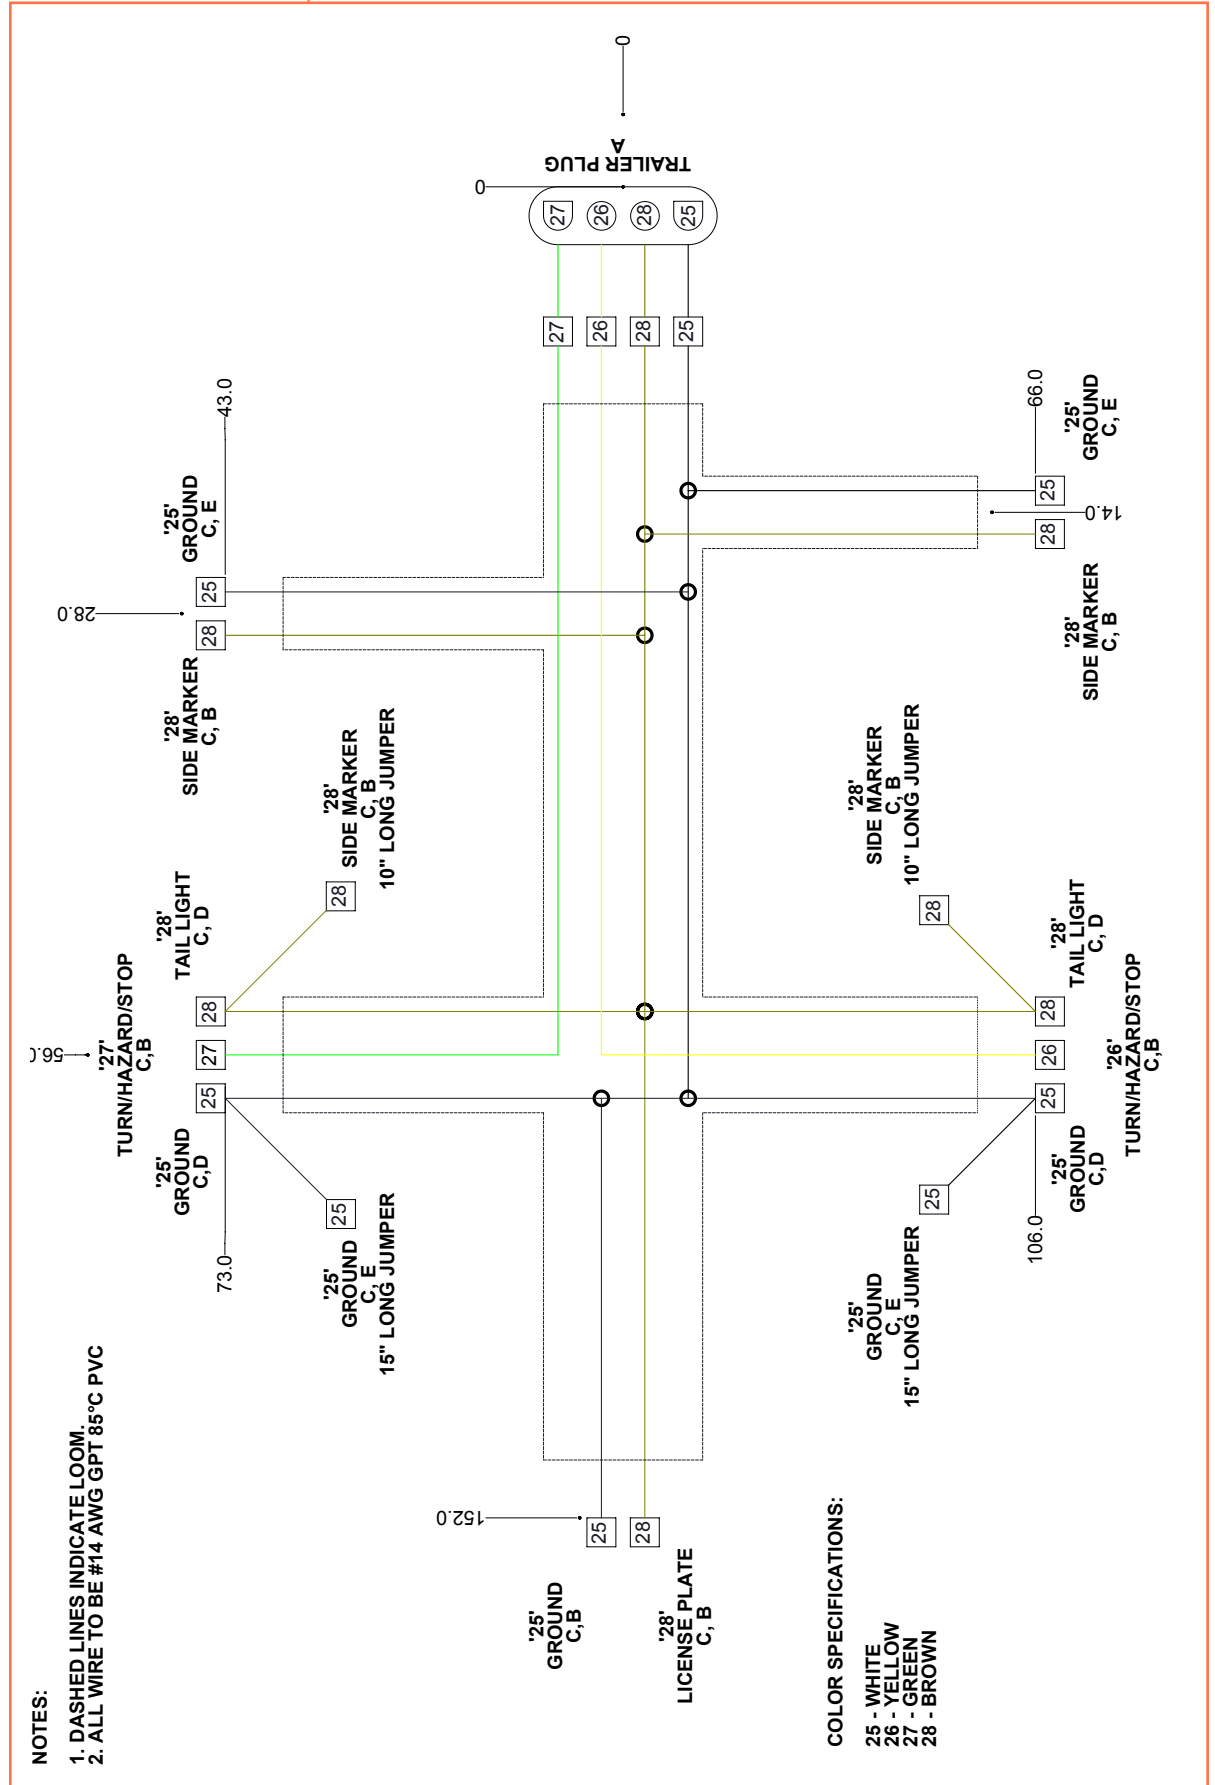 NOTES:
1. DASHED LINES INDICATE LOOM.
2. ALL WIRE TO BE #14 AWG GPT 85°C PVC
'27'
TURN/HAZARD/STOP
C,B
56.0
'25'
GROUND
C,D
25
27
28
'28'
TAIL LIGHT
C, D
73.0
'28'
SIDE MARKER
C, B
28
25
'25'
GROUND
C, E
28.0
43.0
25
'25'
GROUND
C, E
15" LONG JUMPER
28
'28'
SIDE MARKER
C, B
10" LONG JUMPER
152.0
'25'
GROUND
C,B
25
28
'28'
LICENSE PLATE
C, B
27
26
28
25
27
26
28
25
0
TRAILER PLUG
A
0
COLOR SPECIFICATIONS:
25 - WHITE
26 - YELLOW
27 - GREEN
28 - BROWN
'25'
GROUND
C, E
15" LONG JUMPER
25
28
'28'
SIDE MARKER
C, B
10" LONG JUMPER
106.0
25
26
28
'25'
GROUND
C,D
'28'
TAIL LIGHT
C, D
'26'
TURN/HAZARD/STOP
C,B
28
25
14.0
66.0
'28'
SIDE MARKER
C, B
'25'
GROUND
C, E